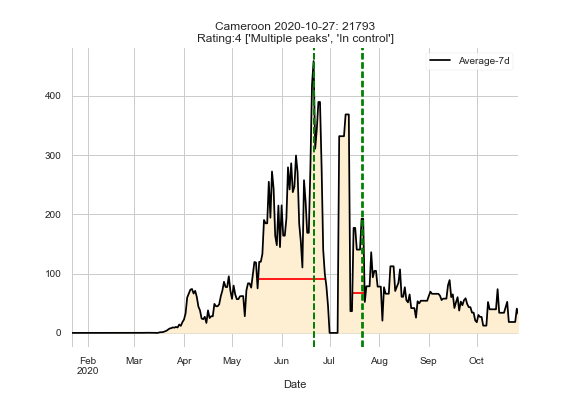 Cameroon 2020-10-27: 21793
Rating:4 ['Multiple peaks', 'In control']
Average-7d
400
300
200
100
0
Feb Mar Apr May Jun Jul Aug Sep Oct
2020
Date